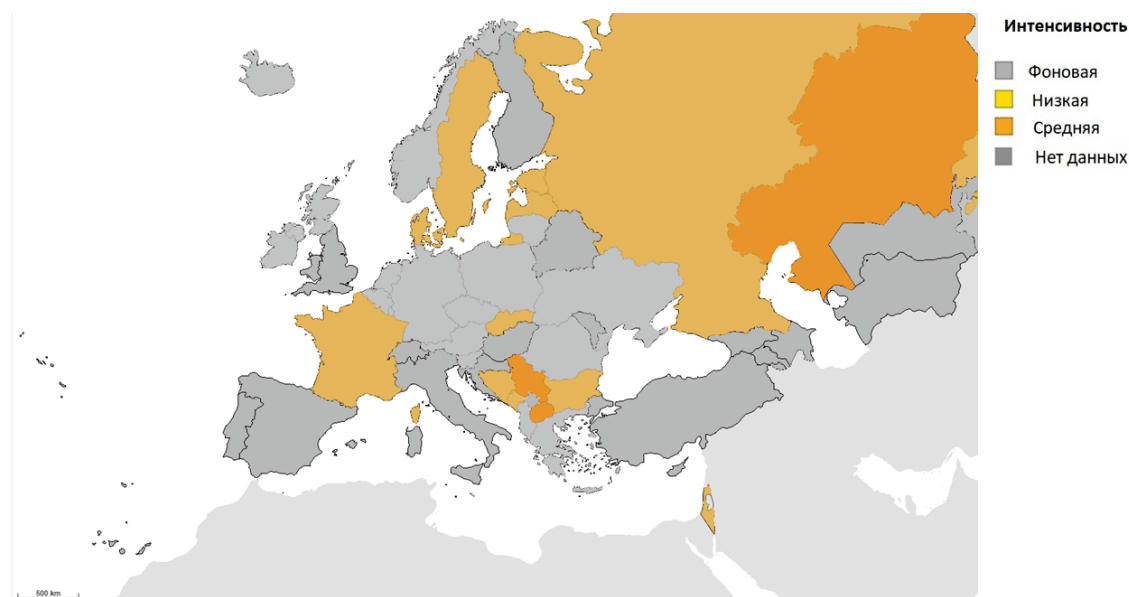 Интенсивность
Фоновая
Низкая
Средняя
Нет данных
500 km